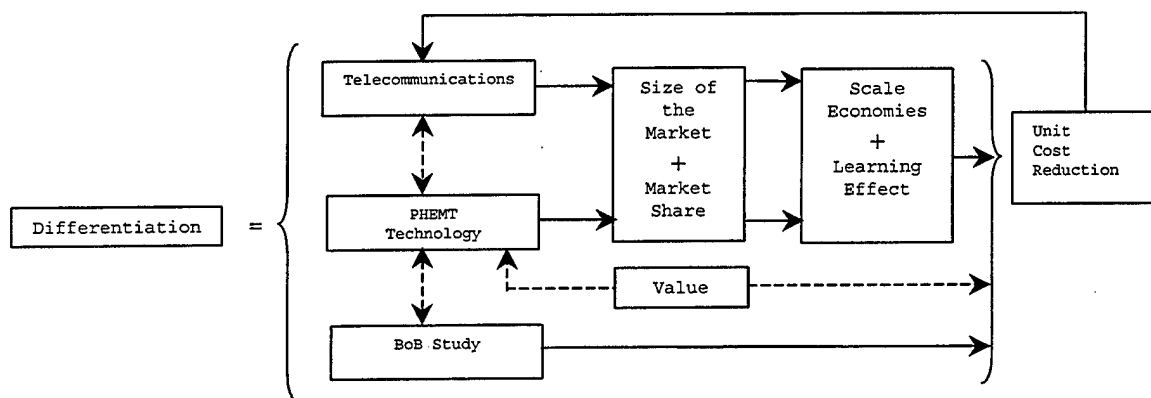 Telecommunications
Size of
the
Market
+
Market
Share
Scale
Economies
+
Learning
Effect
Unit
Cost
Reduction
Differentiation
=
PHEMT
Technology
Value
BoB Study